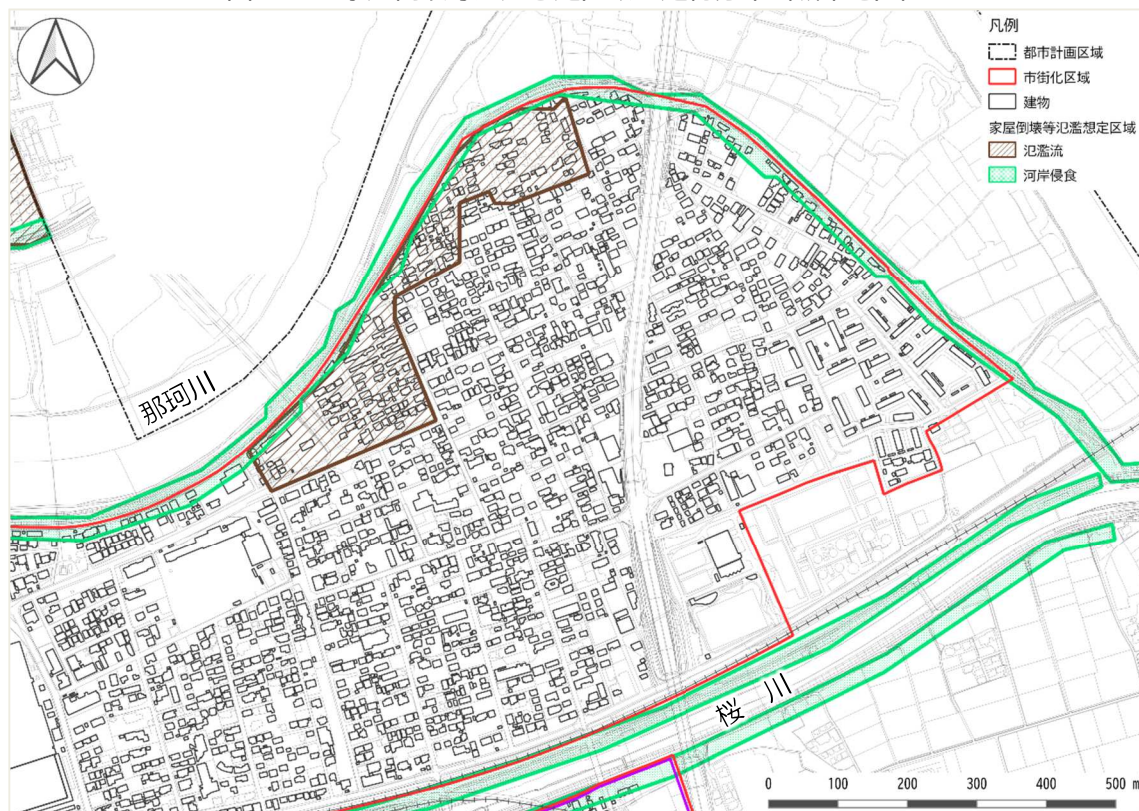 凡例
都市計画区域
市街化区域
建物
家屋倒壊等氾濫想定区域
氾濫流
河岸侵食
那珂川
桜川
0 100 200 300 400 500 m